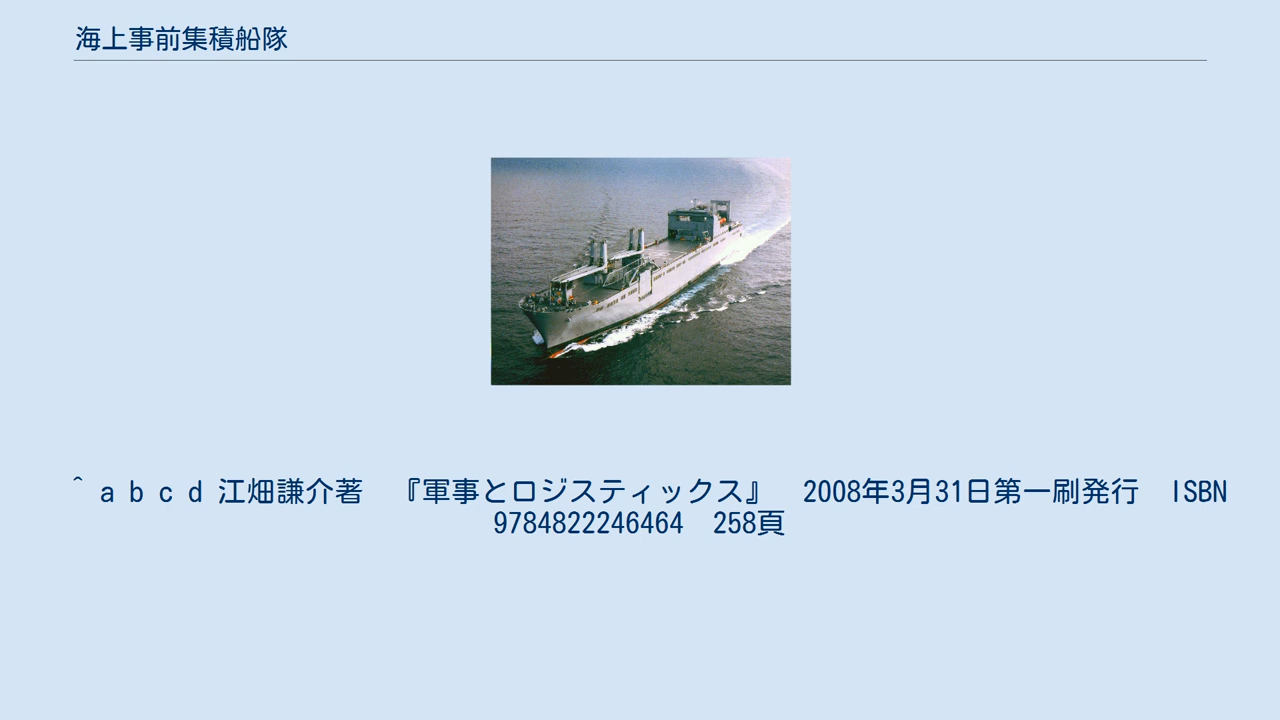 海上事前集積船隊
^ a b c d 江畑謙介著　『軍事とロジスティックス』　2008年3月31日第一刷発行　ISBN
9784822246464　258頁